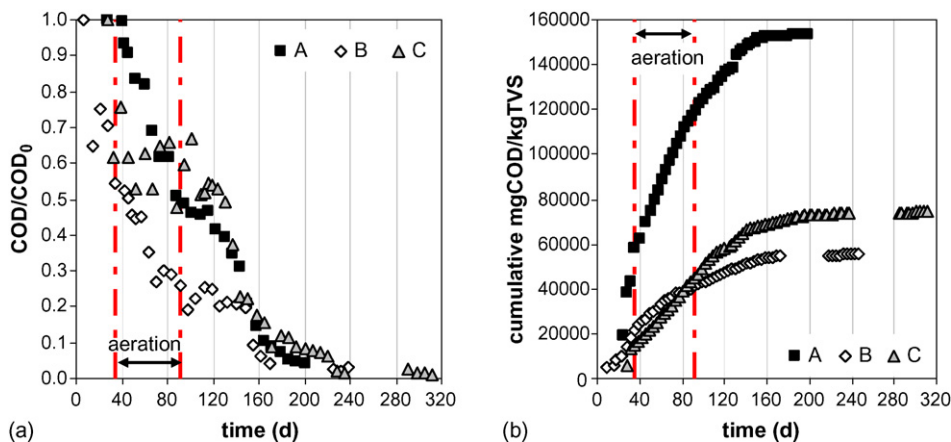 1.0
0.9
0.8
0.7
0.6
0.5
0.4
0.3
0.2
0.1
0.0
COD/COD₀
A B C
aeration
0 40 80 120 160 200 240 280 320
time (d)
(a)
160000
140000
120000
100000
80000
60000
40000
20000
0
cumulative mgCOD/kgTVS
aeration
A B C
0 40 80 120 160 200 240 280 320
time (d)
(b)